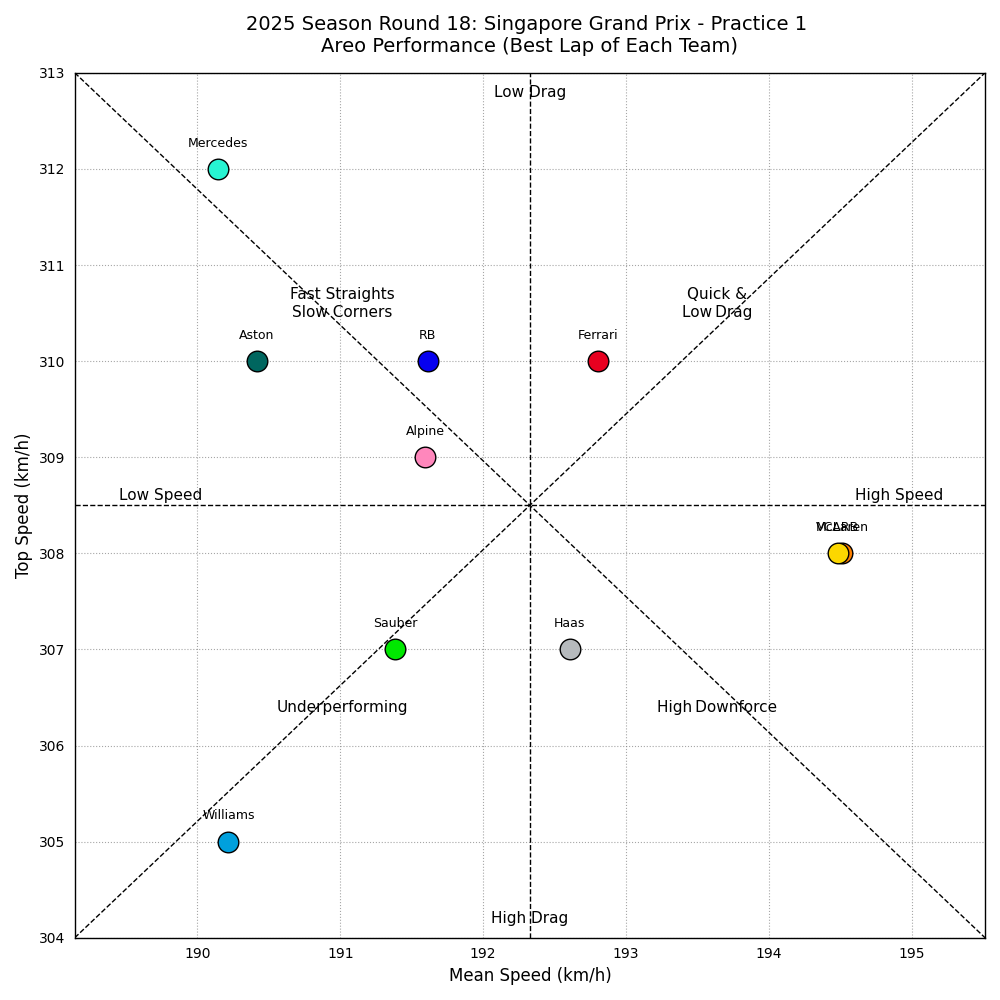 2025 Season Round 18: Singapore Grand Prix - Practice 1
Areo Performance (Best Lap of Each Team)
313
Low Drag
Mercedes
312
311
Fast Straights
Slow Corners
Quick &
Low Drag
Aston
RB
Ferrari
310
Alpine
309
Low Speed
High Speed
308
Sauber
Haas
307
Underperforming
High Downforce
306
Williams
305
High Drag
304
190
191
192
193
194
195
Top Speed (km/h)
Mean Speed (km/h)